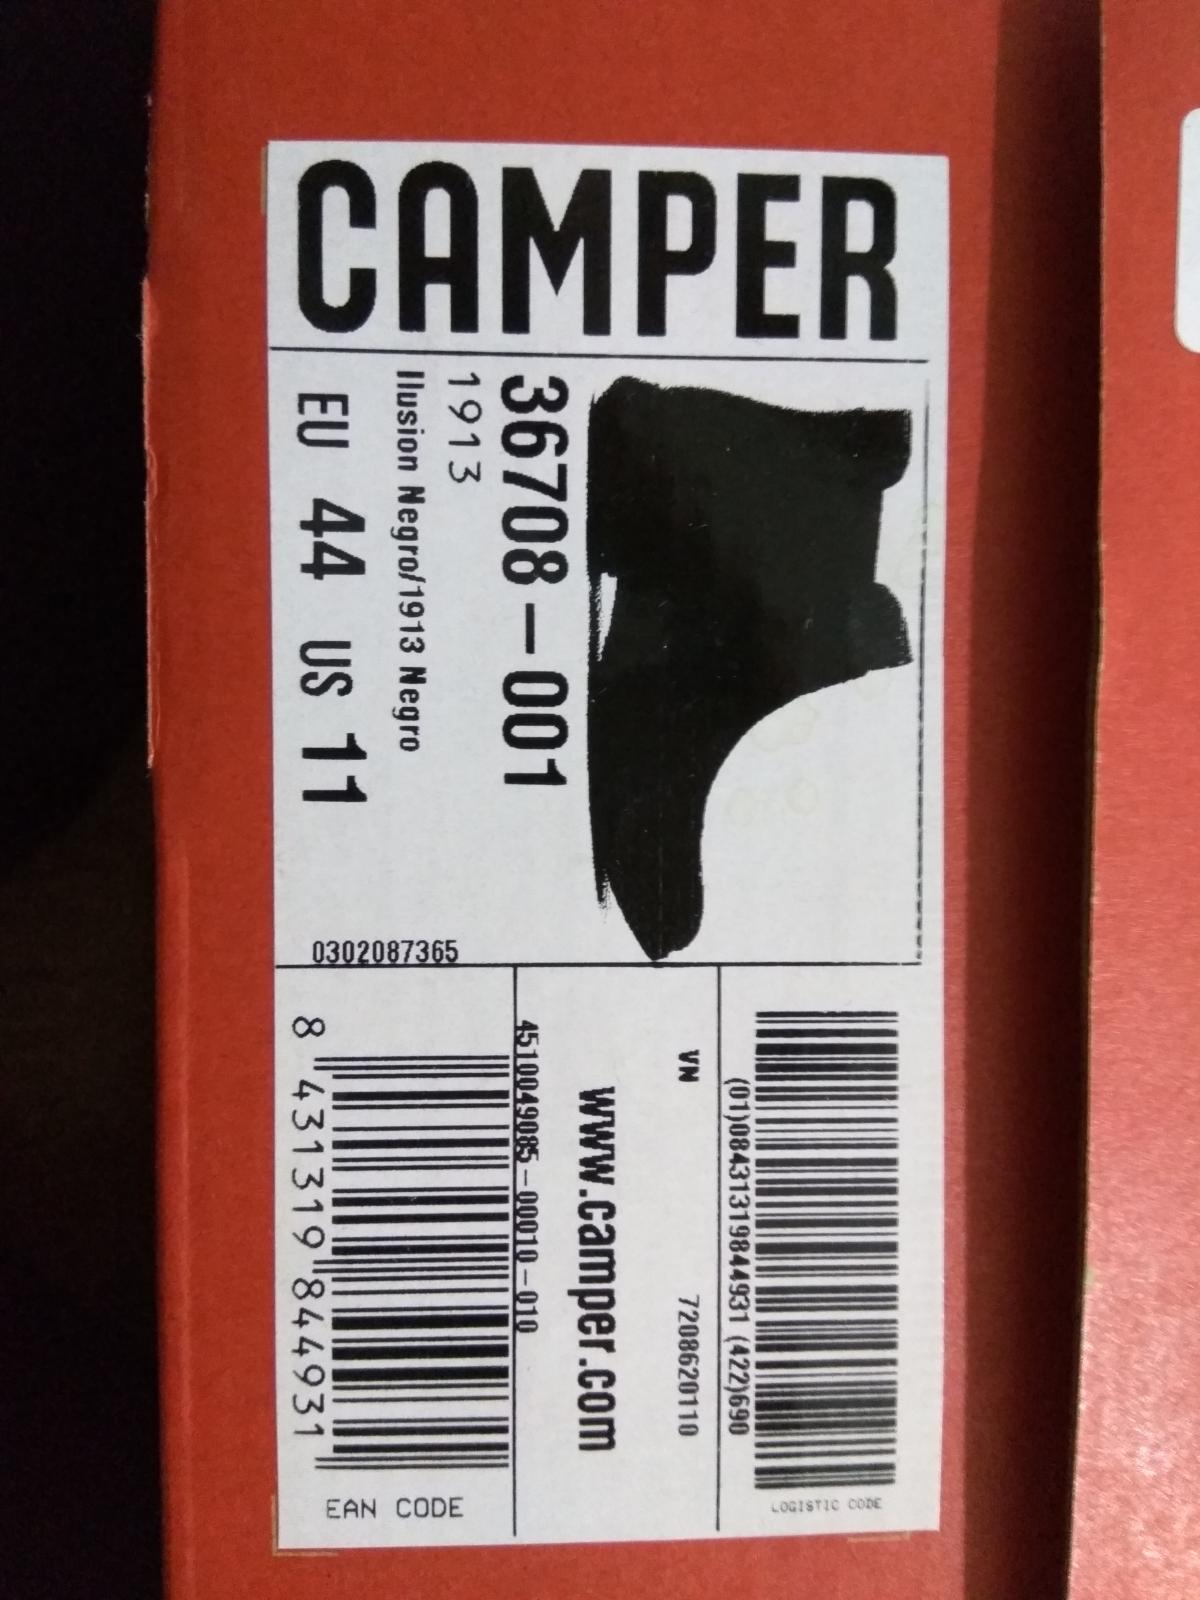 CAMPER
36708-001
1913
Ilusion Negro/1913 Negro
EU 44 US 11
0302087365
(01)08431319844931 (422)690
LOGISTIC CODE
VN 7208620110
www.camper.com
4510049085-00010-010
8 431319 844931
EAN CODE